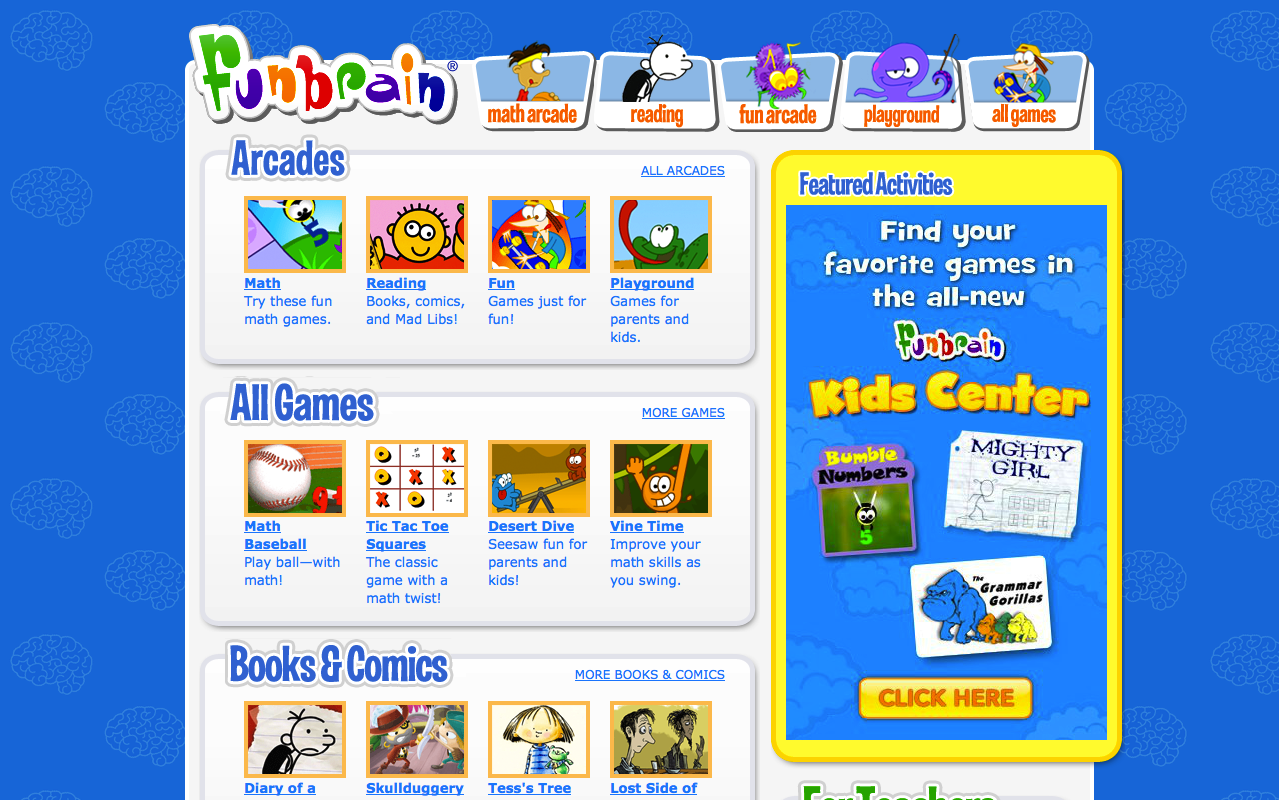 funbrain®
math arcade
reading
fun arcade
playground
all games
Arcades
ALL ARCADES
5
Math
Try these fun
math games.
Reading
Books, comics,
and Mad Libs!
Fun
Games just for
fun!
Playground
Games for
parents and
kids.
All Games
MORE GAMES
9
O X
O X X
X O
Math
Baseball
Play ball—with
math!
Tic Tac Toe
Squares
The classic
game with a
math twist!
Desert Dive
Seesaw fun for
parents and
kids!
Vine Time
Improve your
math skills as
you swing.
Books & Comics
MORE BOOKS & COMICS
Diary of a
Skullduggery
Tess's Tree
Lost Side of
Featured Activities
Find your
favorite games in
the all-new
funbrain
Kids Center
Bumble
Numbers
5
MIGHTY
GIRL
The
Grammar
Gorillas
CLICK HERE
For Teachers